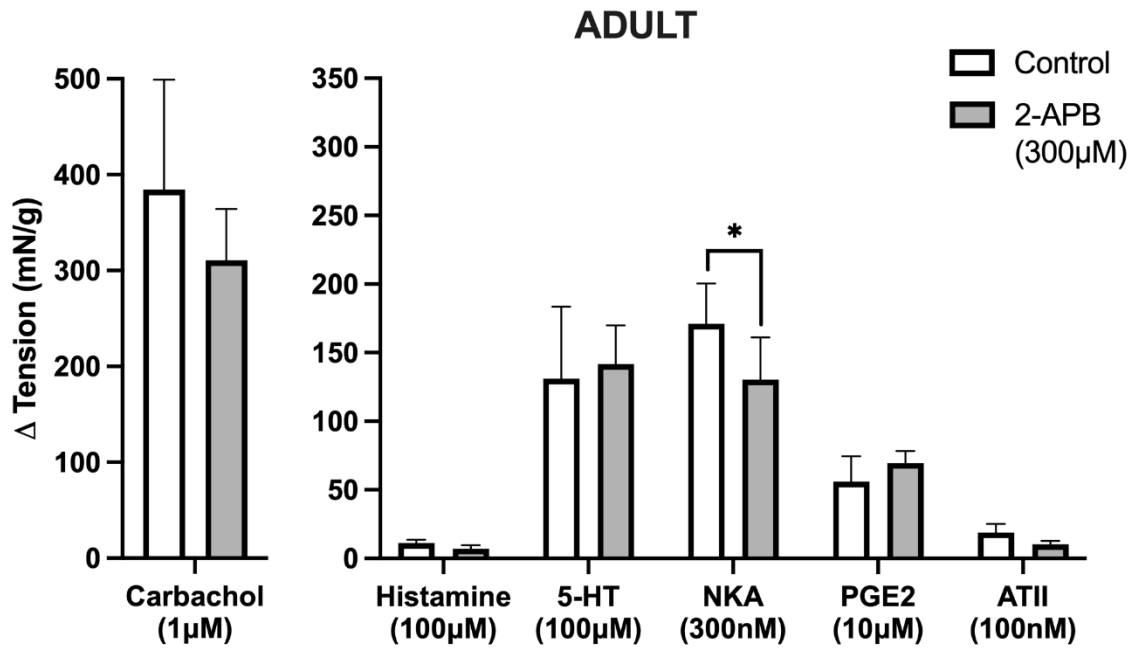 ADULT
Control
2-APB
(300µM)
Δ Tension (mN/g)
500
400
300
200
100
0
350
300
250
200
150
100
50
0
*
Carbachol
(1µM)
Histamine
(100µM)
5-HT
(100µM)
NKA
(300nM)
PGE2
(10µM)
ATII
(100nM)